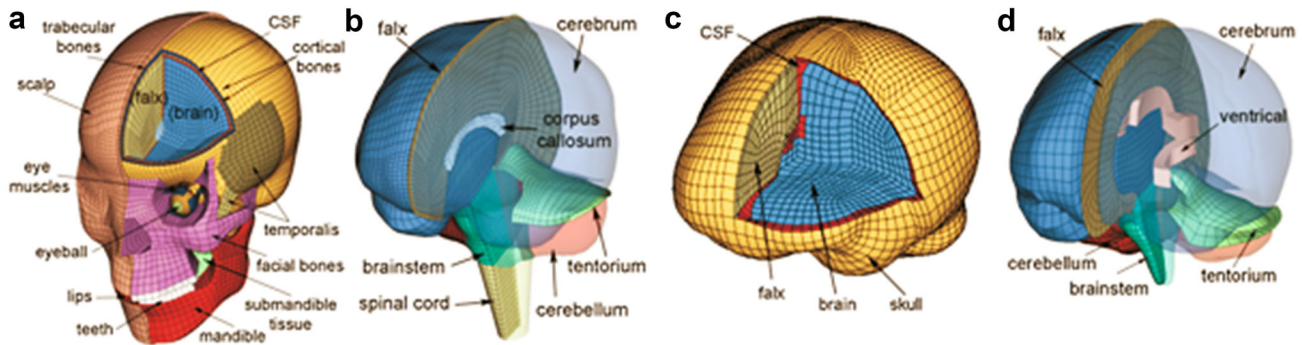 a
trabecular
bones
CSF
cortical
bones
scalp
(falx)
(brain)
eye
muscles
eyeball
temporalis
facial bones
lips
teeth
submandible
tissue
mandible
b
falx
cerebrum
corpus
callosum
brainstem
tentorium
spinal cord
cerebellum
c
CSF
falx
brain
skull
d
falx
cerebrum
ventrical
cerebellum
brainstem
tentorium